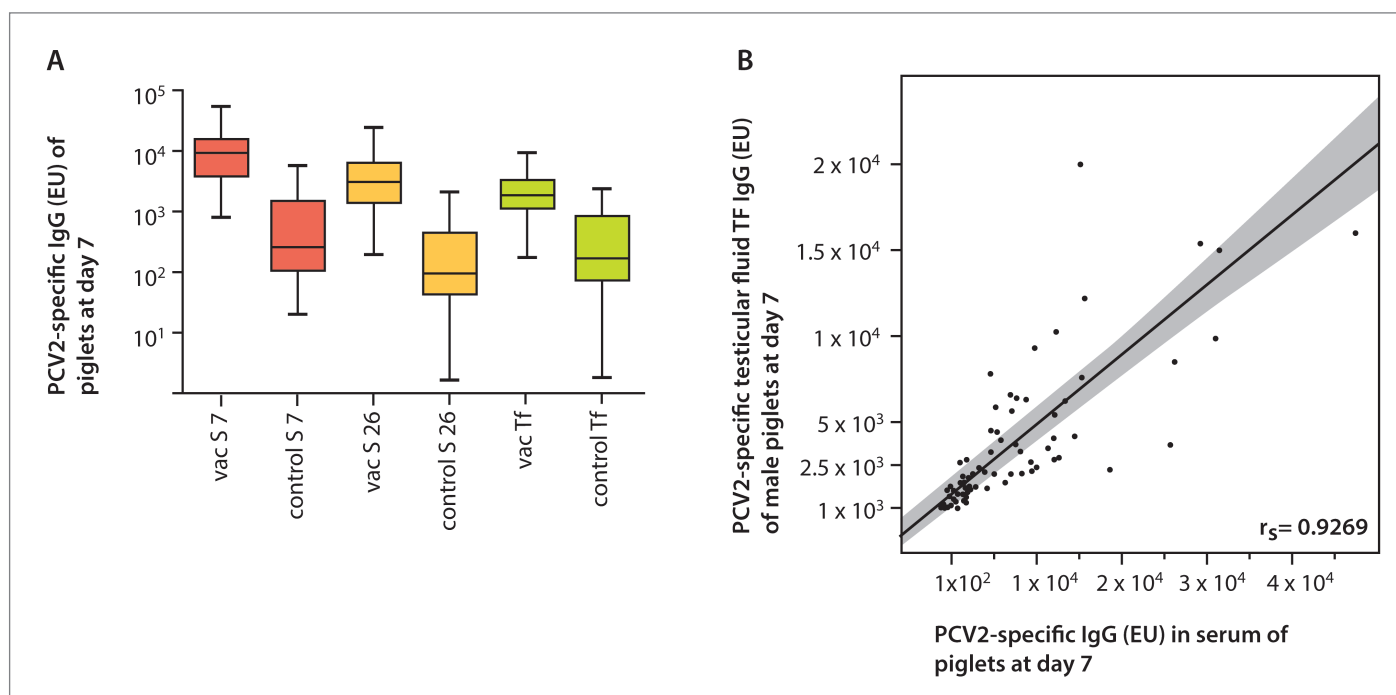 A
PCV2-specific IgG (EU) of
piglets at day 7
10⁵
10⁴
10³
10²
10¹
vac S 7
control S 7
vac S 26
control S 26
vac Tf
control Tf
B
PCV2-specific testicular fluid TF IgG (EU)
of male piglets at day 7
2 x 10⁴
1.5 x 10⁴
1 x 10⁴
5 x 10³
2.5 x 10³
1 x 10³
rₛ= 0.9269
1x10² 1 x 10⁴ 2 x 10⁴ 3 x 10⁴ 4 x 10⁴
PCV2-specific IgG (EU) in serum of
piglets at day 7